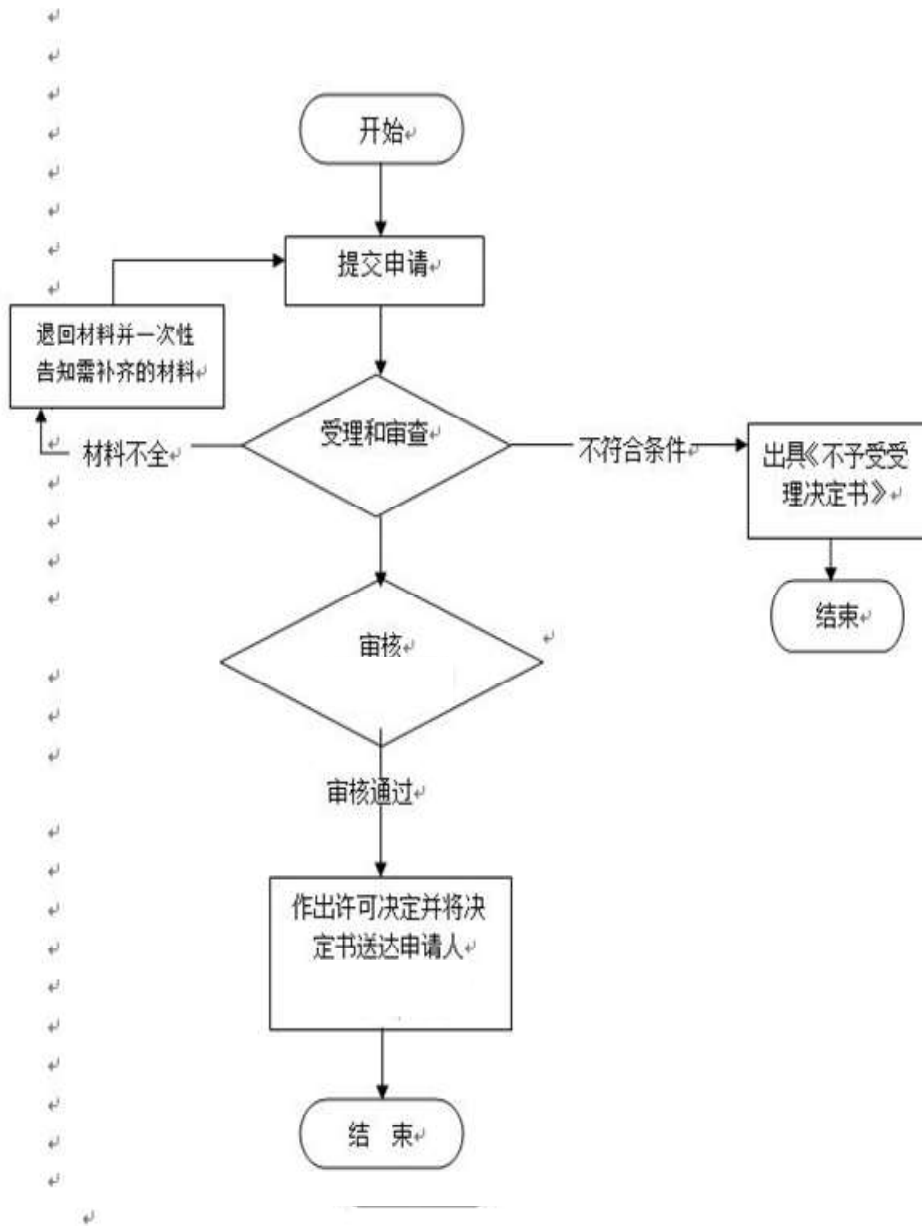 开始
提交申请
退回材料并一次性
告知需补齐的材料
受理和审查
材料不全
不符合条件
出具《不予受受
理决定书》
结束
审核
审核通过
作出许可决定并将决
定书送达申请人
结 束